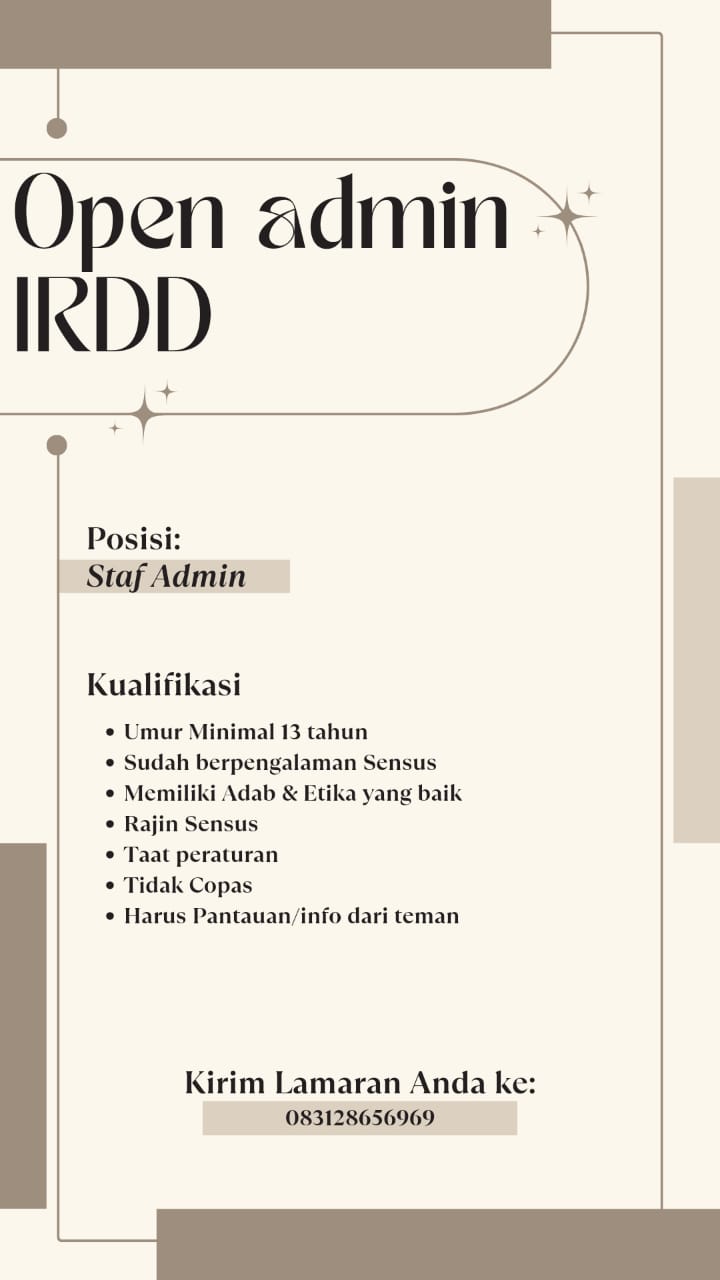 Open admin
IRDD
Posisi:
Staf Admin
Kualifikasi
• Umur Minimal 13 tahun
• Sudah berpengalaman Sensus
• Memiliki Adab & Etika yang baik
• Rajin Sensus
• Taat peraturan
• Tidak Copas
• Harus Pantauan/info dari teman
Kirim Lamaran Anda ke:
083128656969